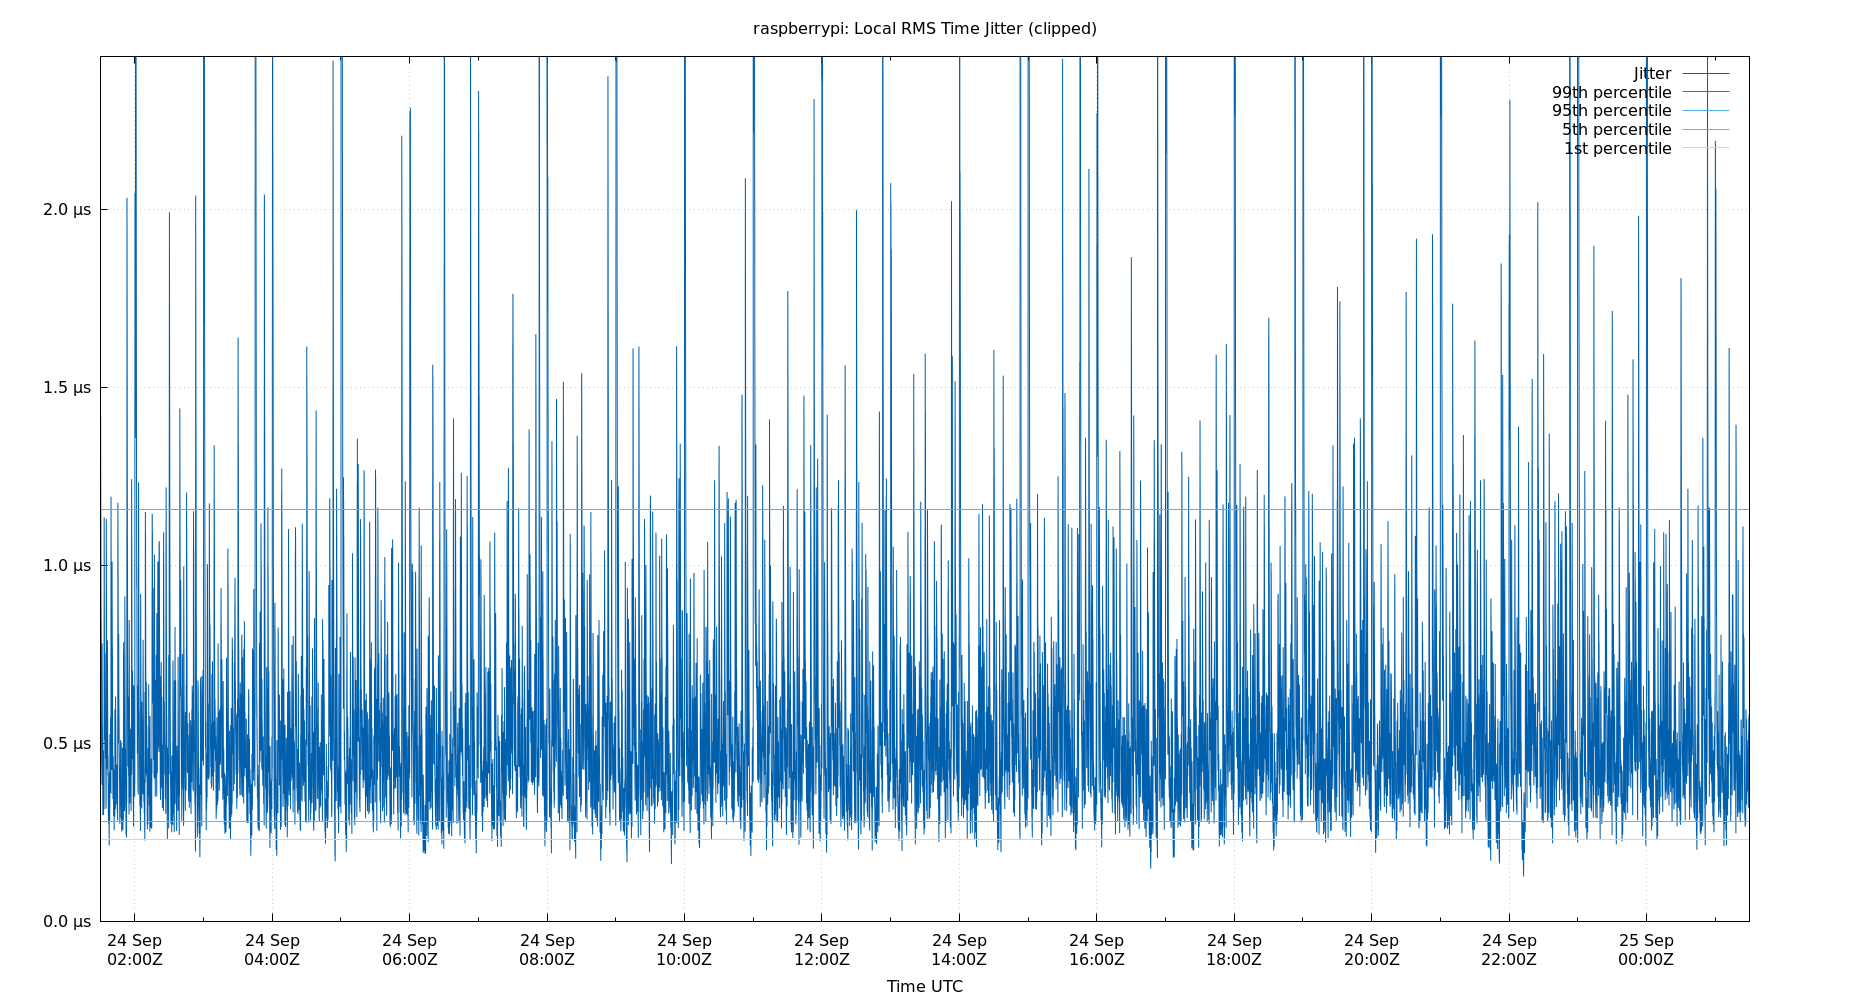 raspberrypi: Local RMS Time Jitter (clipped)
Jitter
99th percentile
95th percentile
5th percentile
1st percentile
2.0 µs
1.5 µs
1.0 µs
0.5 µs
0.0 µs
24 Sep 24 Sep 24 Sep 24 Sep 24 Sep 24 Sep 24 Sep 24 Sep 24 Sep 24 Sep 24 Sep 25 Sep
02:00Z 04:00Z 06:00Z 08:00Z 10:00Z 12:00Z 14:00Z 16:00Z 18:00Z 20:00Z 22:00Z 00:00Z
Time UTC